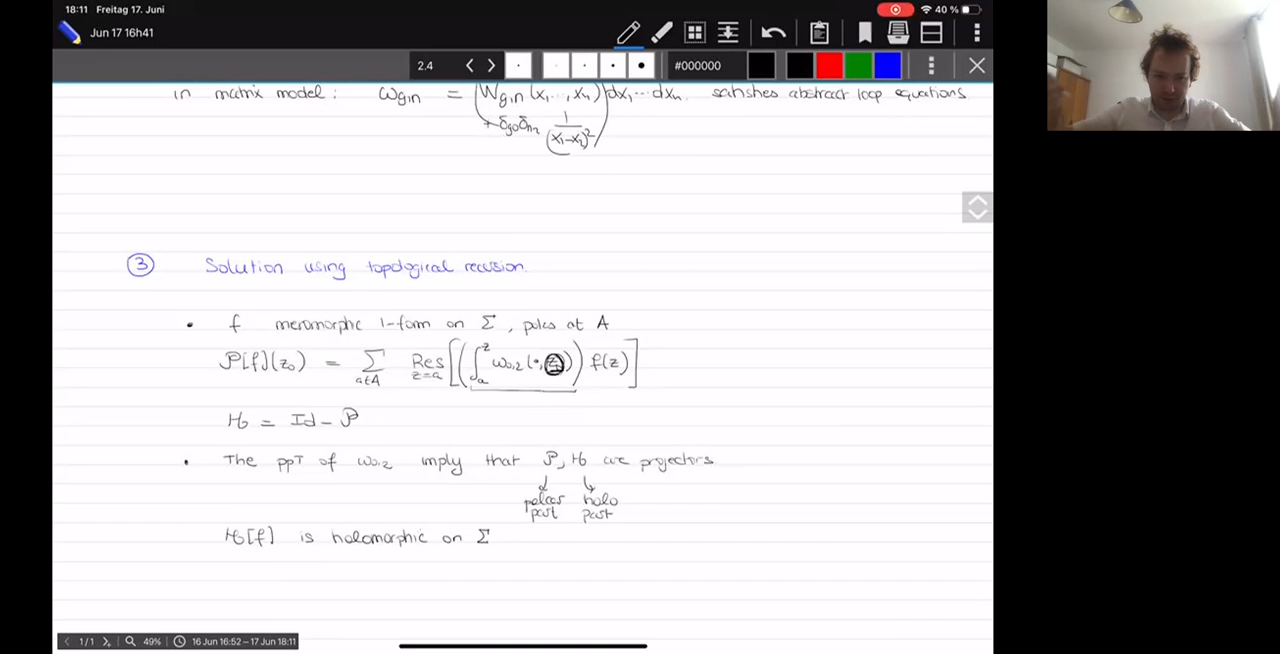 18:11 Freitag 17. Juni
40 %
Jun 17 16h41
2.4
#000000
in matrix model : ω_{g,n} = (W_{g,n}(x_1..., x_n) + δ_{g,0}δ_{n,2} 1/(x_1-x_2)^2) dx_1...dx_n. satisfies abstract loop equations
③ Solution using topological recursion.
• f meromorphic 1-form on Σ, poles at A
P[f](z_0) = Σ_{a∈A} Res_{z=a} [(∫_a^z ω_{0,2}(·, )) f(z)]
H = Id - P
• The ppT of ω_{0,2} imply that P, H are projectors
↓ ↳
polar holo
part part
H[f] is holomorphic on Σ
1/1
49%
16 Jun 16:52 – 17 Jun 18:11